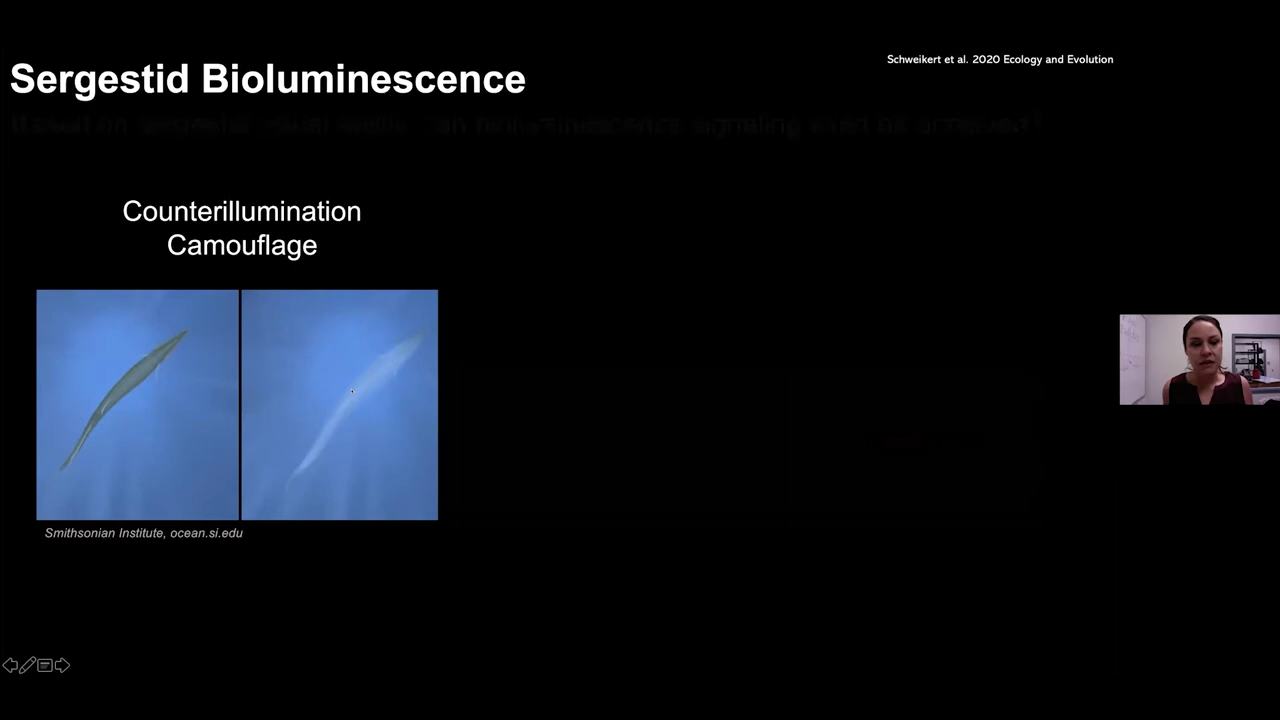 Sergestid Bioluminescence
Schweikert et al. 2020 Ecology and Evolution
Counterillumination
Camouflage
Smithsonian Institute, ocean.si.edu